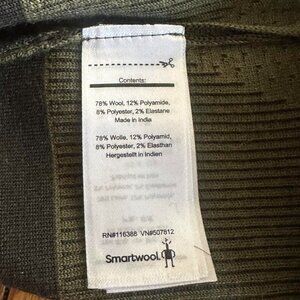 Contents:
78% Wool, 12% Polyamide,
8% Polyester, 2% Elastane
Made in India
78% Wolle, 12% Polyamid,
8% Polyester, 2% Elasthan
Hergestellt in Indien
RN#116388 VN#507812
Smartwool